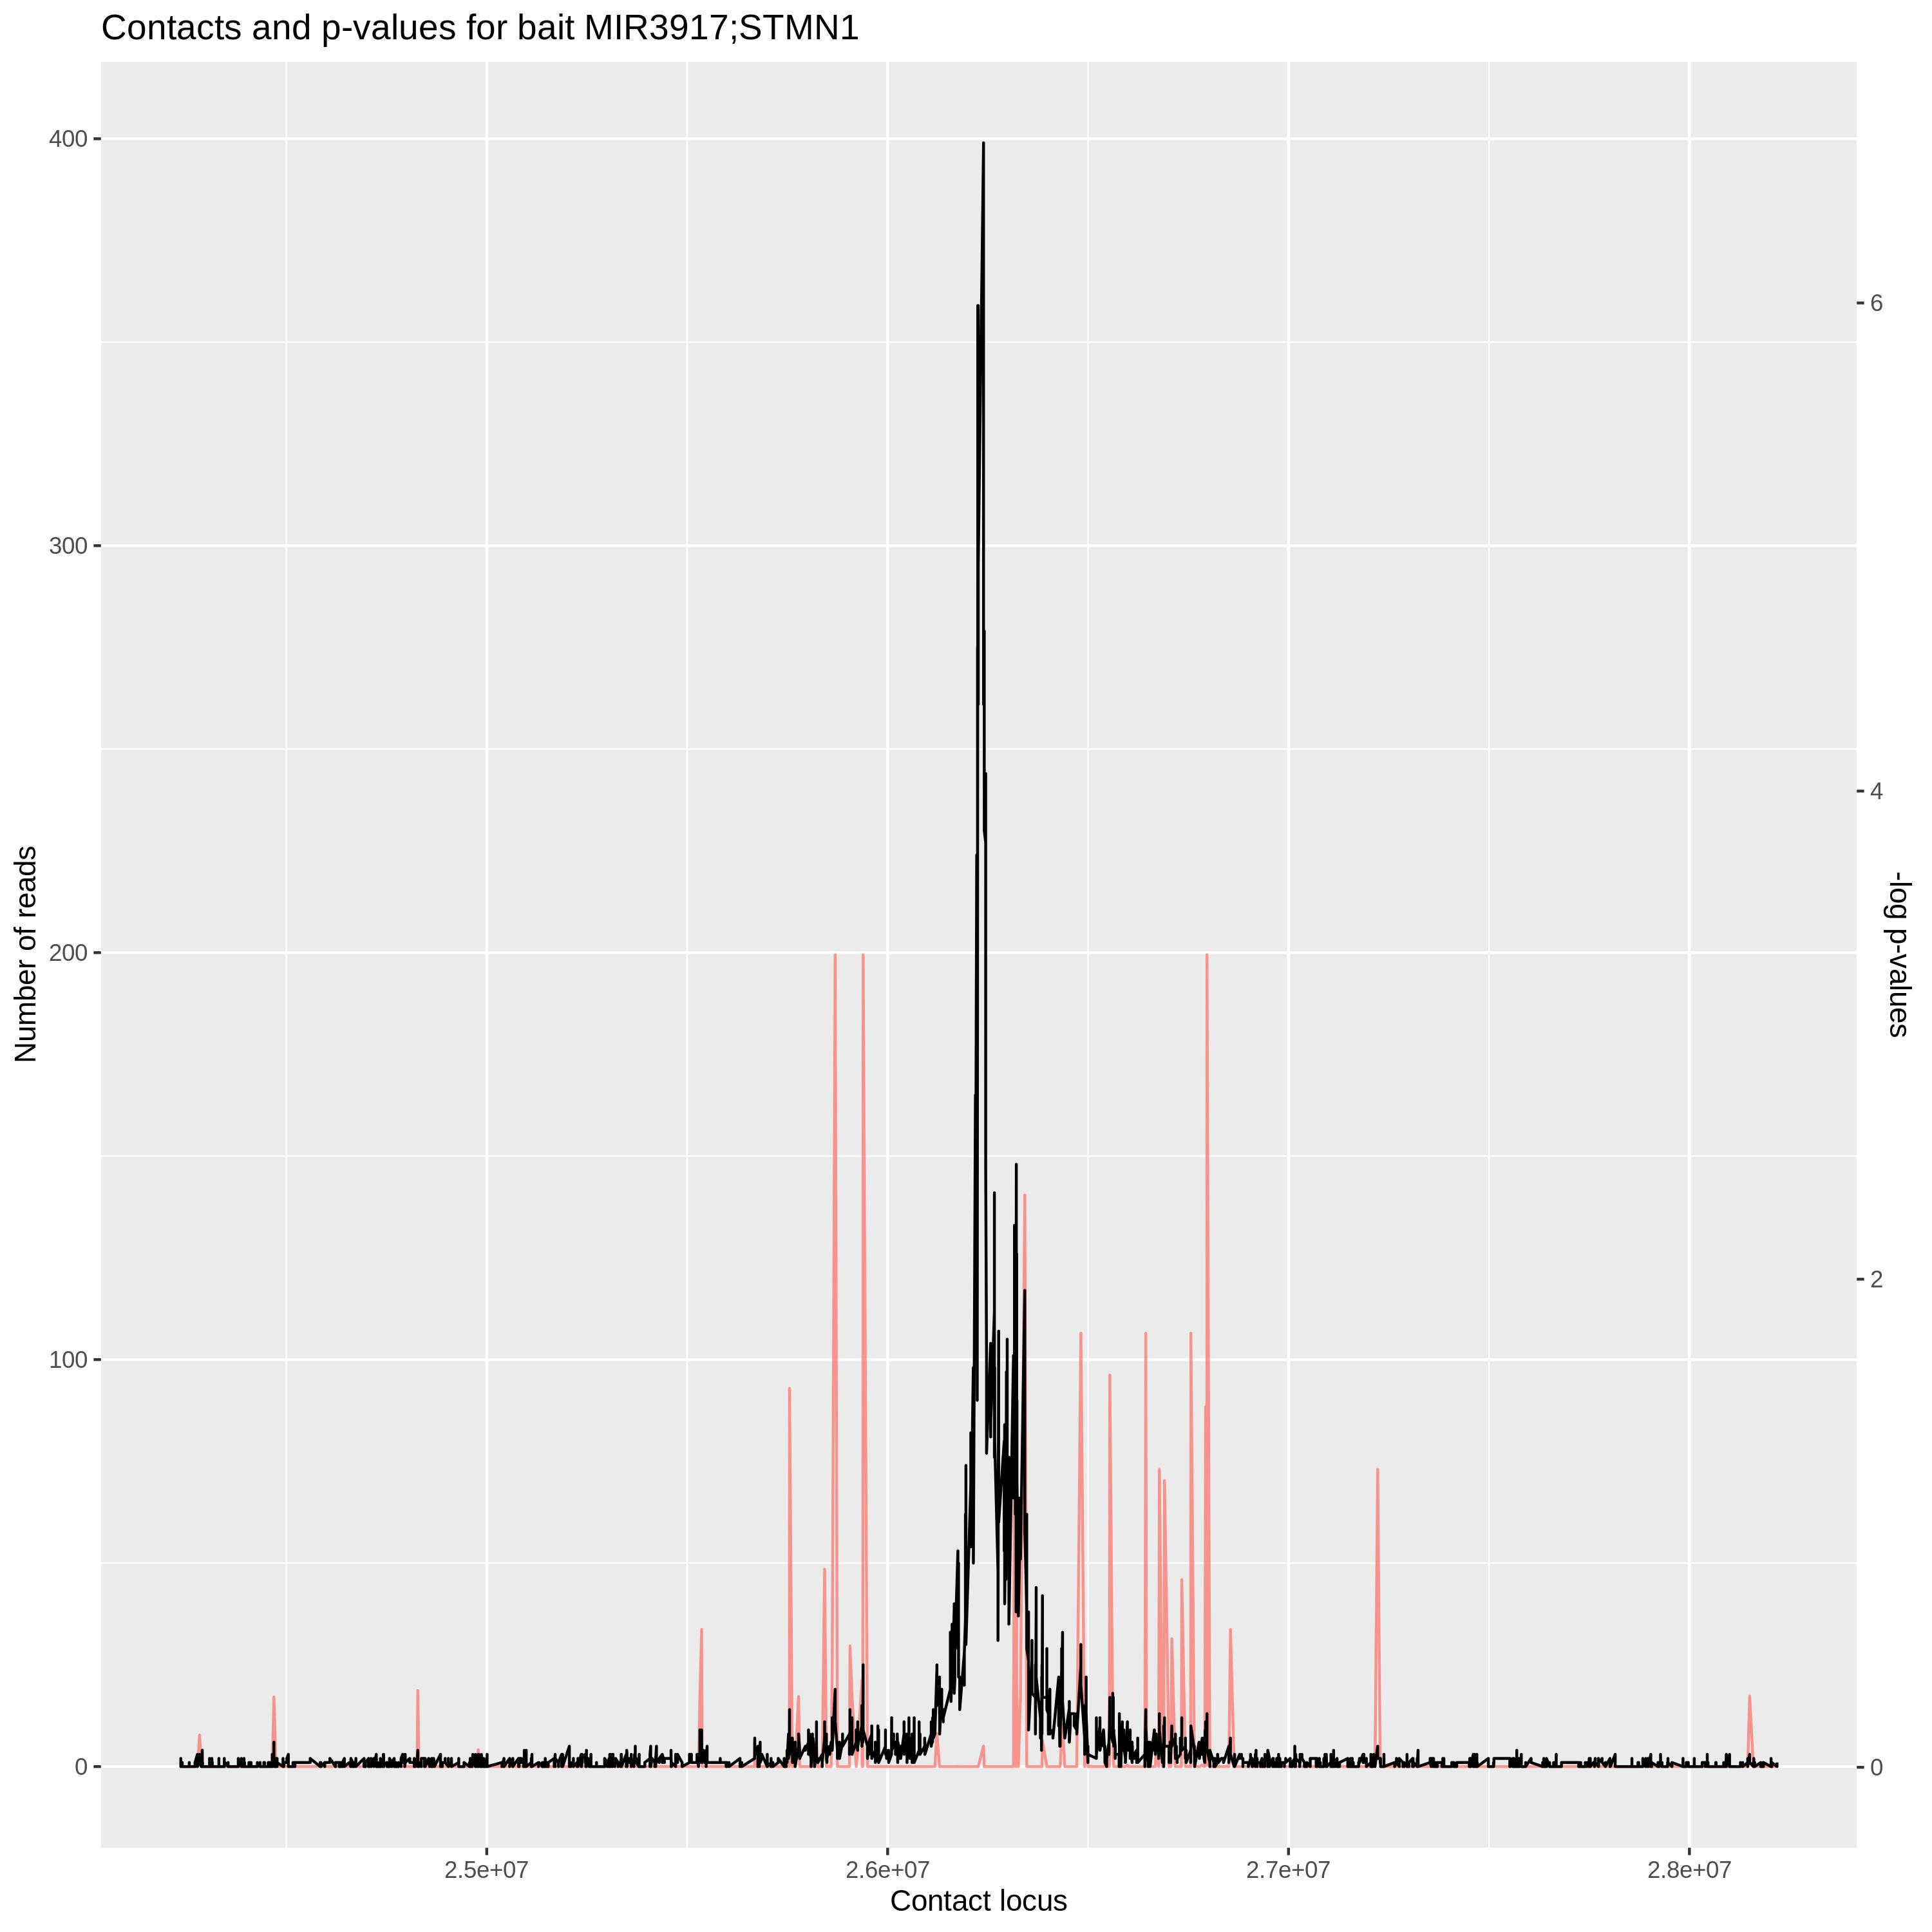 Contacts and p-values for bait MIR3917;STMN1
400
300
200
100
0
Number of reads
6
4
2
0
-log p-values
2.5e+07 2.6e+07 2.7e+07 2.8e+07
Contact locus